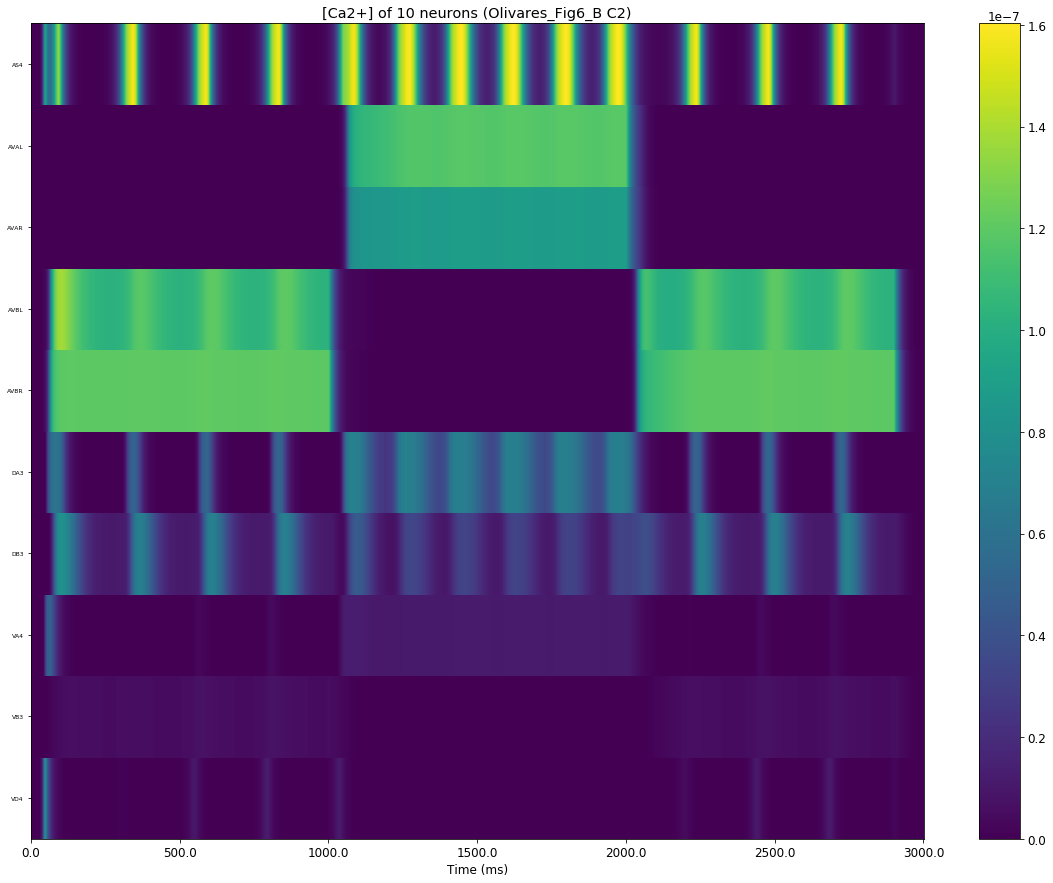 [Ca2+] of 10 neurons (Olivares_Fig6_B C2)
1e−7
AS4
AVAL
AVAR
AVBL
AVBR
DA3
DB3
VA4
VB3
VD4
0.0 500.0 1000.0 1500.0 2000.0 2500.0 3000.0
Time (ms)
1.6
1.4
1.2
1.0
0.8
0.6
0.4
0.2
0.0